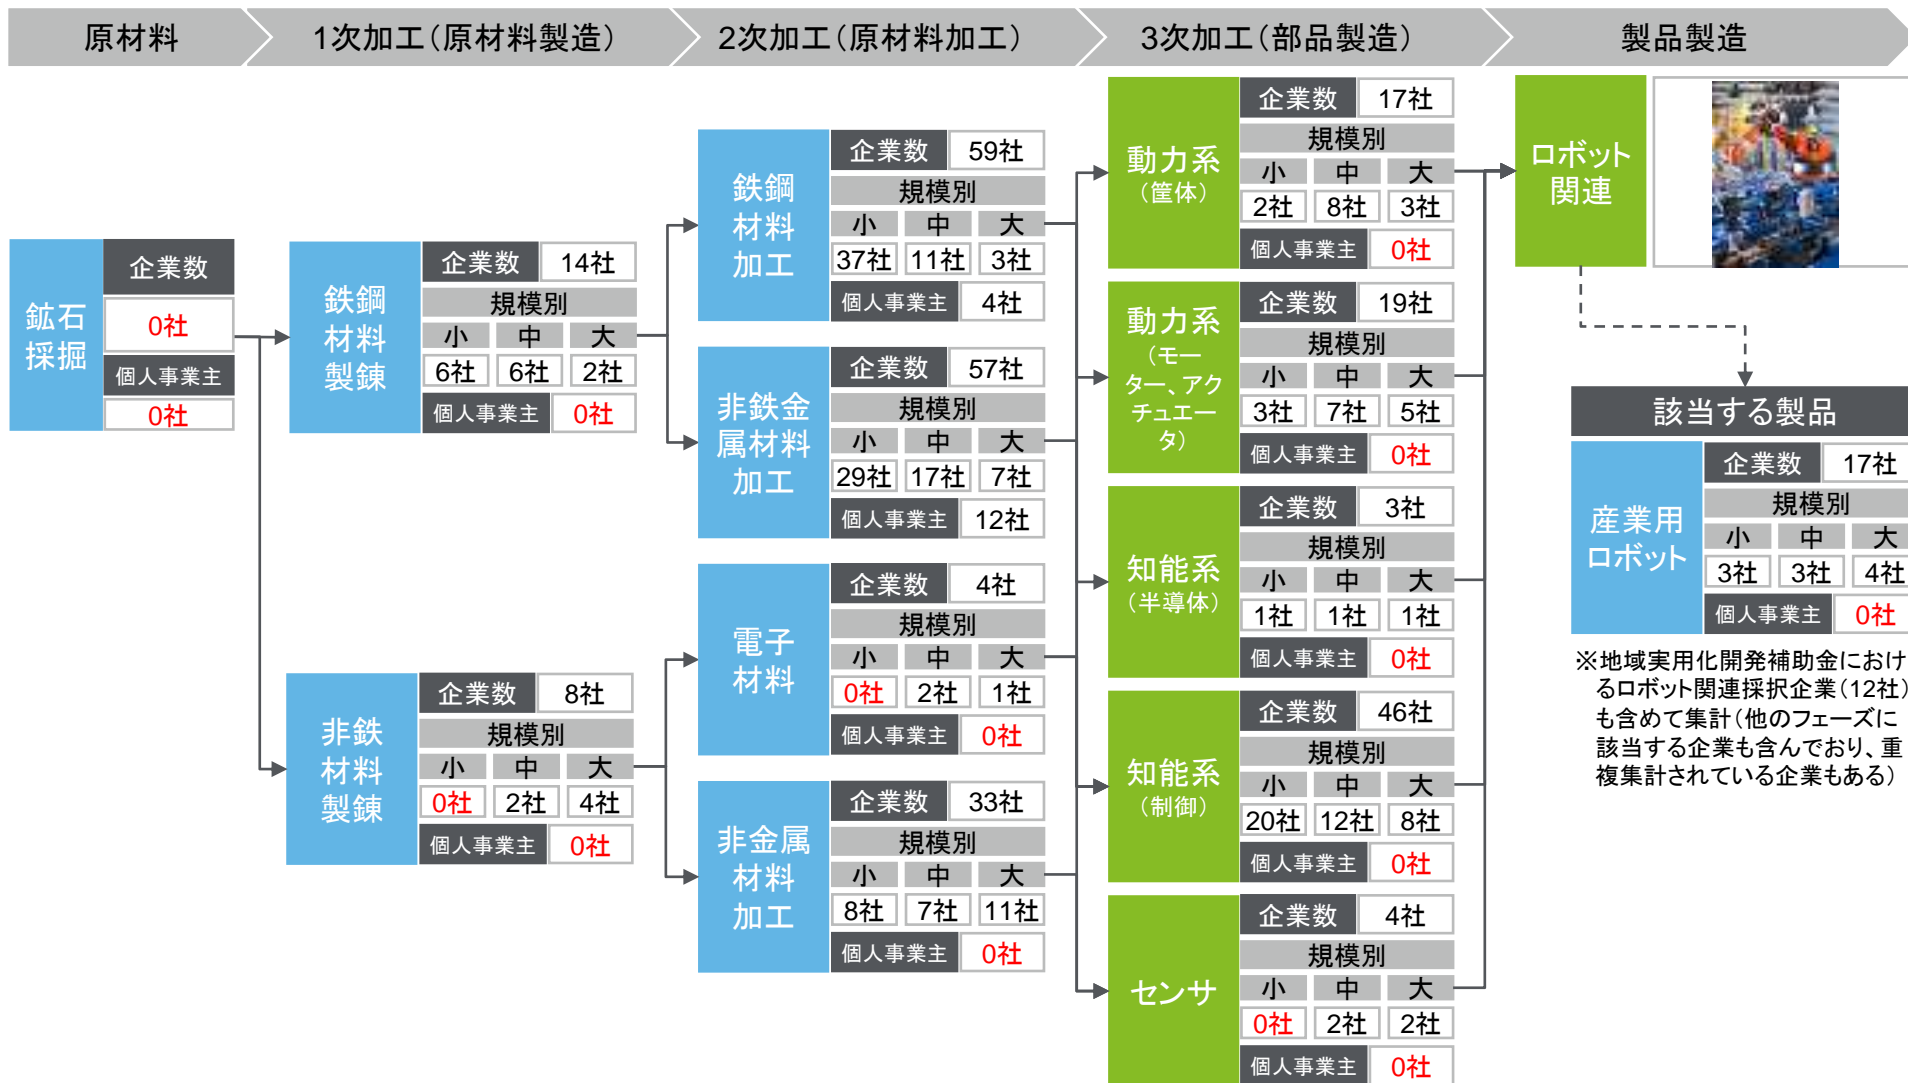 原材料
1次加工(原材料製造)
2次加工(原材料加工)
3次加工(部品製造)
製品製造
鉱石
採掘
企業数
0社
個人事業主
0社
鉄鋼
材料
製錬
企業数 14社
規模別
小 中 大
6社 6社 2社
個人事業主 0社
非鉄
材料
製錬
企業数 8社
規模別
小 中 大
0社 2社 4社
個人事業主 0社
鉄鋼
材料
加工
企業数 59社
規模別
小 中 大
37社 11社 3社
個人事業主 4社
非鉄金
属材料
加工
企業数 57社
規模別
小 中 大
29社 17社 7社
個人事業主 12社
電子
材料
企業数 4社
規模別
小 中 大
0社 2社 1社
個人事業主 0社
非金属
材料
加工
企業数 33社
規模別
小 中 大
8社 7社 11社
個人事業主 0社
動力系
(筐体)
企業数 17社
規模別
小 中 大
2社 8社 3社
個人事業主 0社
動力系
(モー
ター、アク
チュエー
タ)
企業数 19社
規模別
小 中 大
3社 7社 5社
個人事業主 0社
知能系
(半導体)
企業数 3社
規模別
小 中 大
1社 1社 1社
個人事業主 0社
知能系
(制御)
企業数 46社
規模別
小 中 大
20社 12社 8社
個人事業主 0社
センサ
企業数 4社
規模別
小 中 大
0社 2社 2社
個人事業主 0社
ロボット
関連
該当する製品
産業用
ロボット
企業数 17社
規模別
小 中 大
3社 3社 4社
個人事業主 0社
※地域実用化開発補助金におけ
るロボット関連採択企業(12社)
も含めて集計(他のフェーズに
該当する企業も含んでおり、重
複集計されている企業もある)